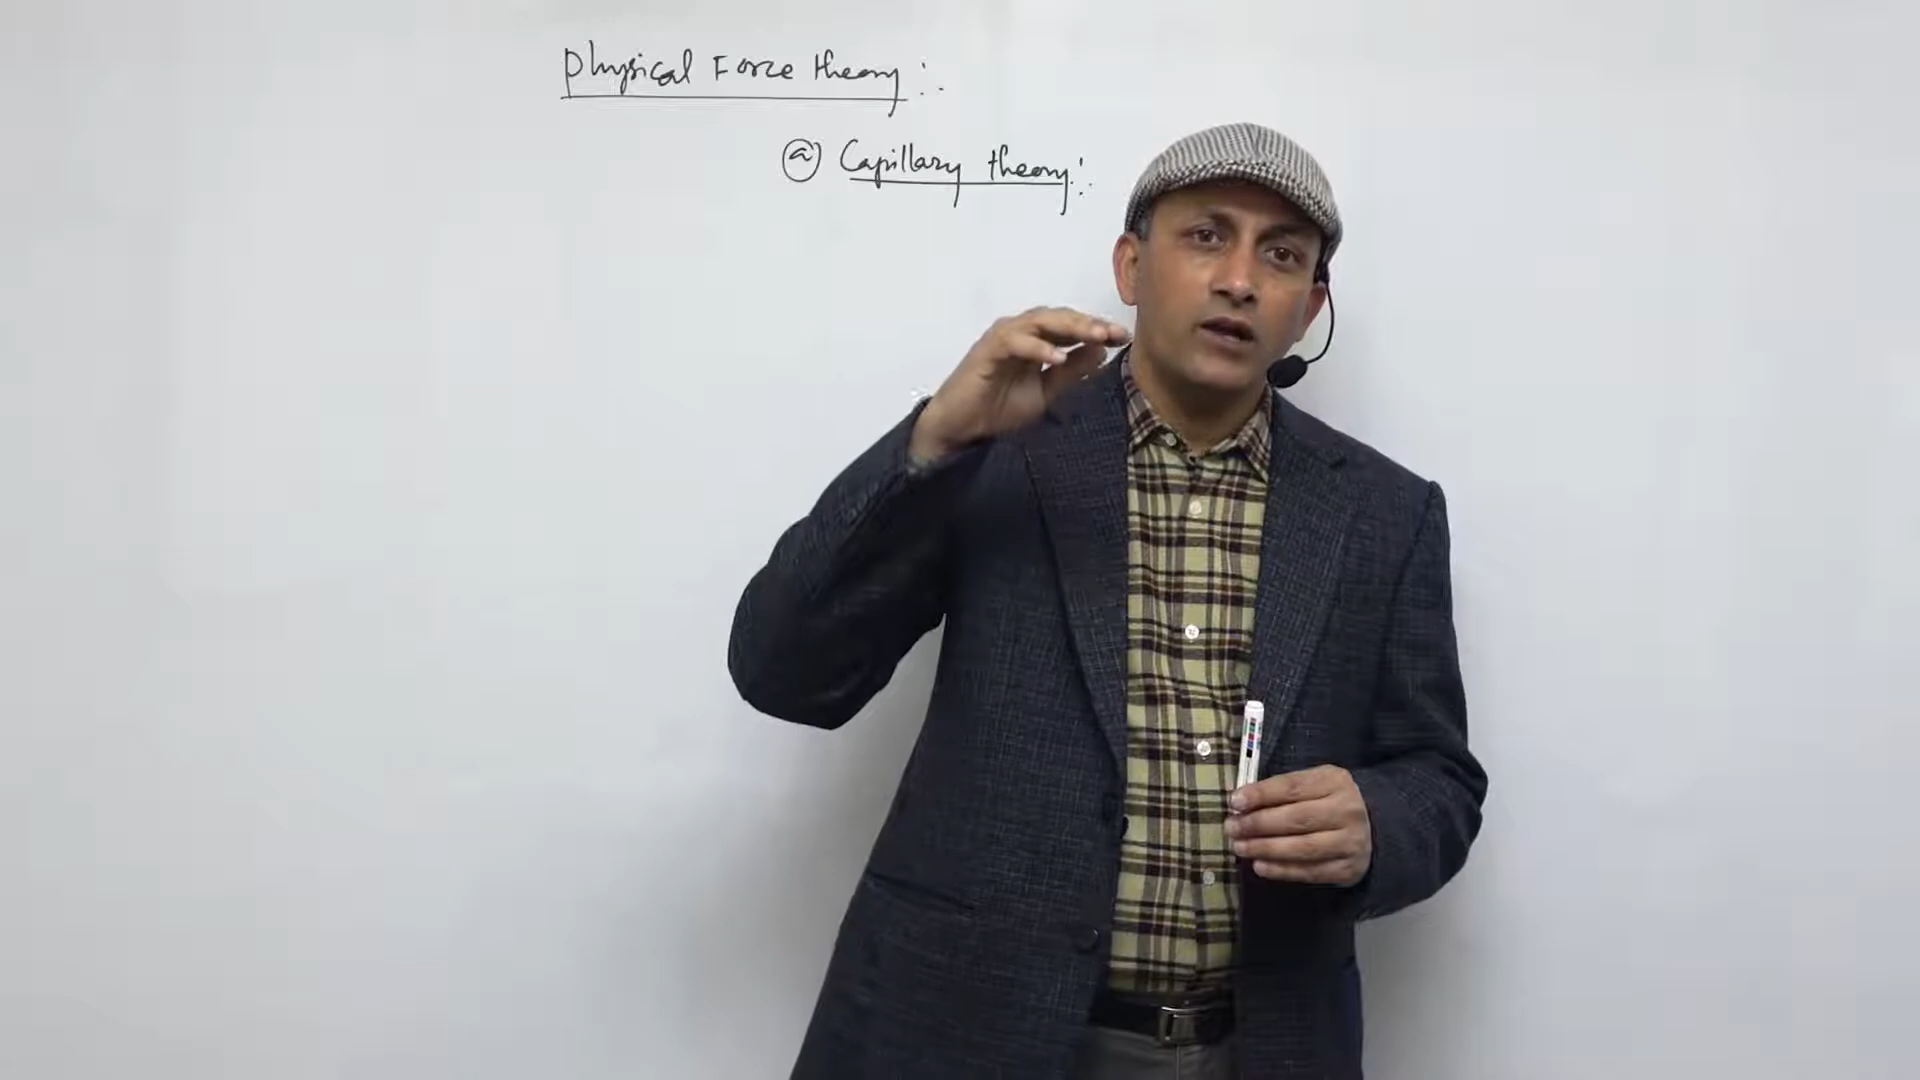 Physical Force theory :-
(a) Capillary theory :-